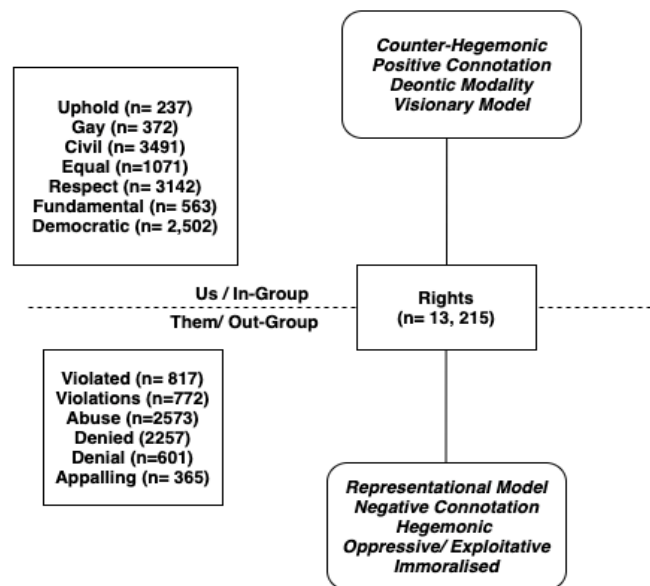 Counter-Hegemonic
Positive Connotation
Deontic Modality
Visionary Model
Uphold (n= 237)
Gay (n= 372)
Civil (n= 3491)
Equal (n=1071)
Respect (n= 3142)
Fundamental (n= 563)
Democratic (n= 2,502)
Us / In-Group
Them/ Out-Group
Rights
(n= 13, 215)
Violated (n= 817)
Violations (n=772)
Abuse (n=2573)
Denied (2257)
Denial (n=601)
Appalling (n= 365)
Representational Model
Negative Connotation
Hegemonic
Oppressive/ Exploitative
Immoralised